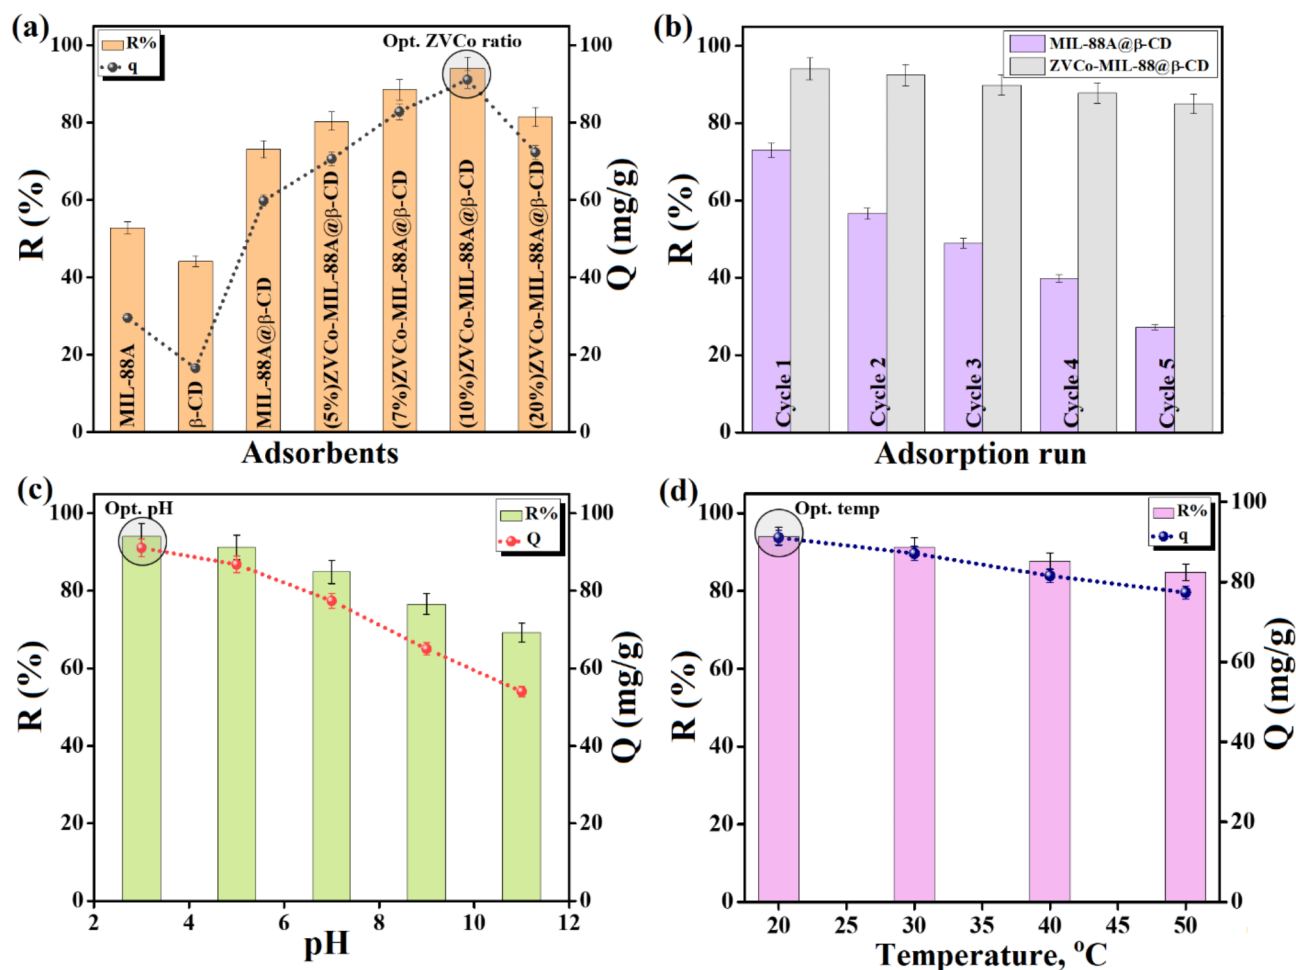 (a)
R%
q
Opt. ZVCo ratio
100
80
60
40
20
0
R (%)
MIL-88A
β-CD
MIL-88A@β-CD
(5%)ZVCo-MIL-88A@β-CD
(7%)ZVCo-MIL-88A@β-CD
(10%)ZVCo-MIL-88A@β-CD
(20%)ZVCo-MIL-88A@β-CD
100
80
60
40
20
0
Q (mg/g)
Adsorbents
(b)
MIL-88A@β-CD
ZVCo-MIL-88@β-CD
100
80
60
40
20
0
R (%)
Cycle 1
Cycle 2
Cycle 3
Cycle 4
Cycle 5
Adsorption run
(c)
Opt. pH
R%
Q
100
80
60
40
20
0
R (%)
100
80
60
40
20
0
Q (mg/g)
2 4 6 8 10 12
pH
(d)
Opt. temp
R%
q
100
80
60
40
20
0
R (%)
100
80
60
40
20
0
Q (mg/g)
20 25 30 35 40 45 50
Temperature, °C